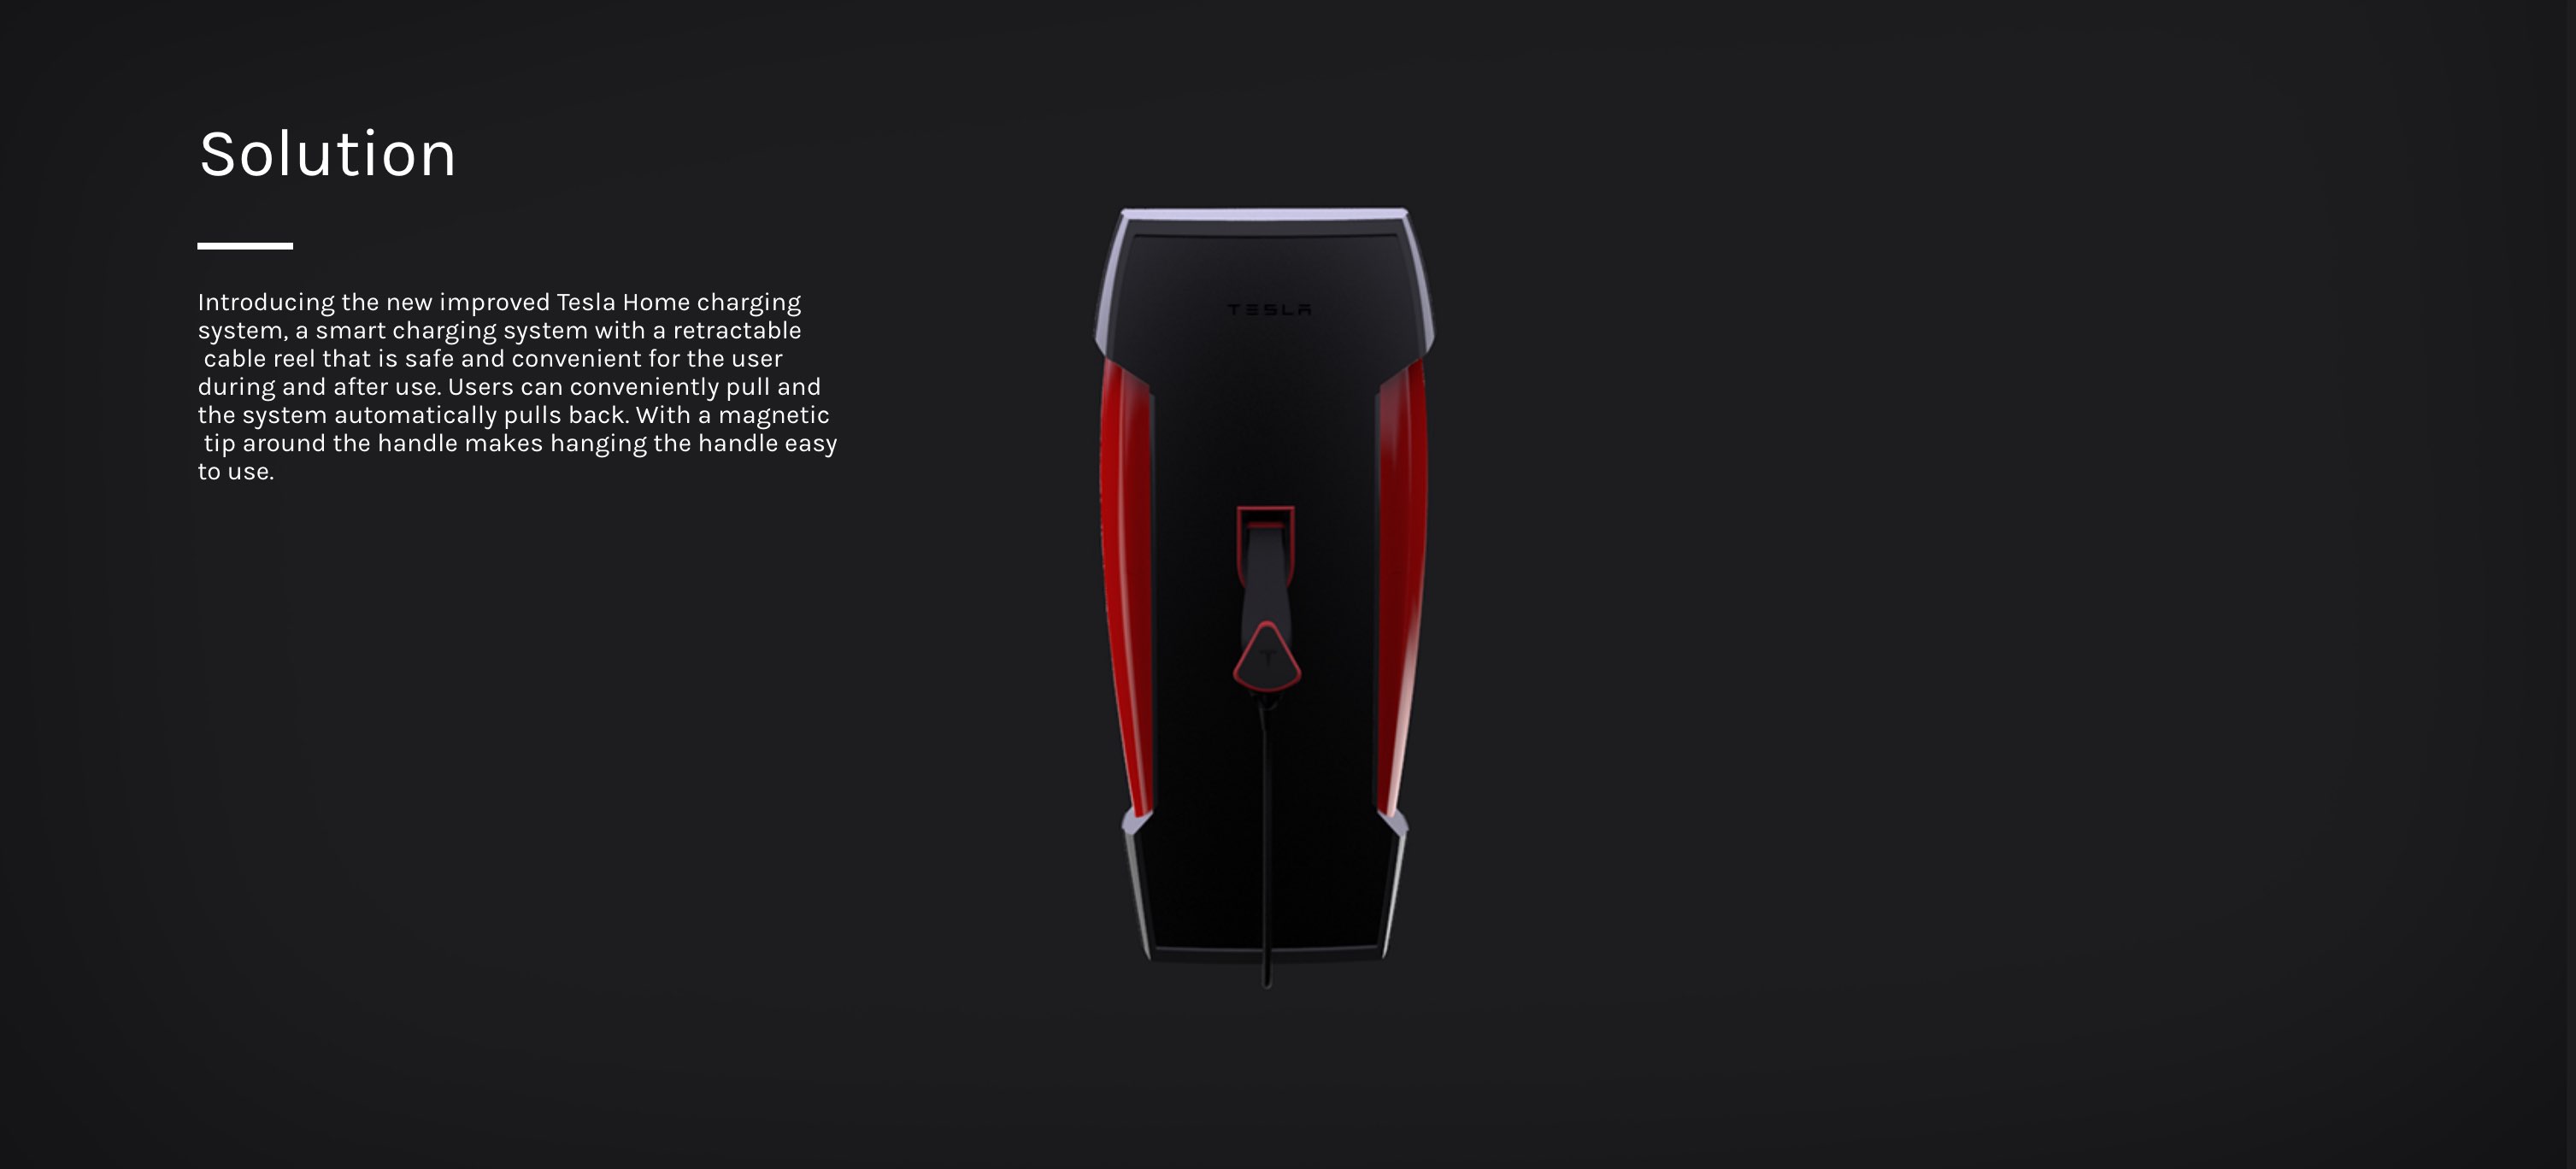 Solution
Introducing the new improved Tesla Home charging
system, a smart charging system with a retractable
cable reel that is safe and convenient for the user
during and after use. Users can conveniently pull and
the system automatically pulls back. With a magnetic
tip around the handle makes hanging the handle easy
to use.
TESLA
T